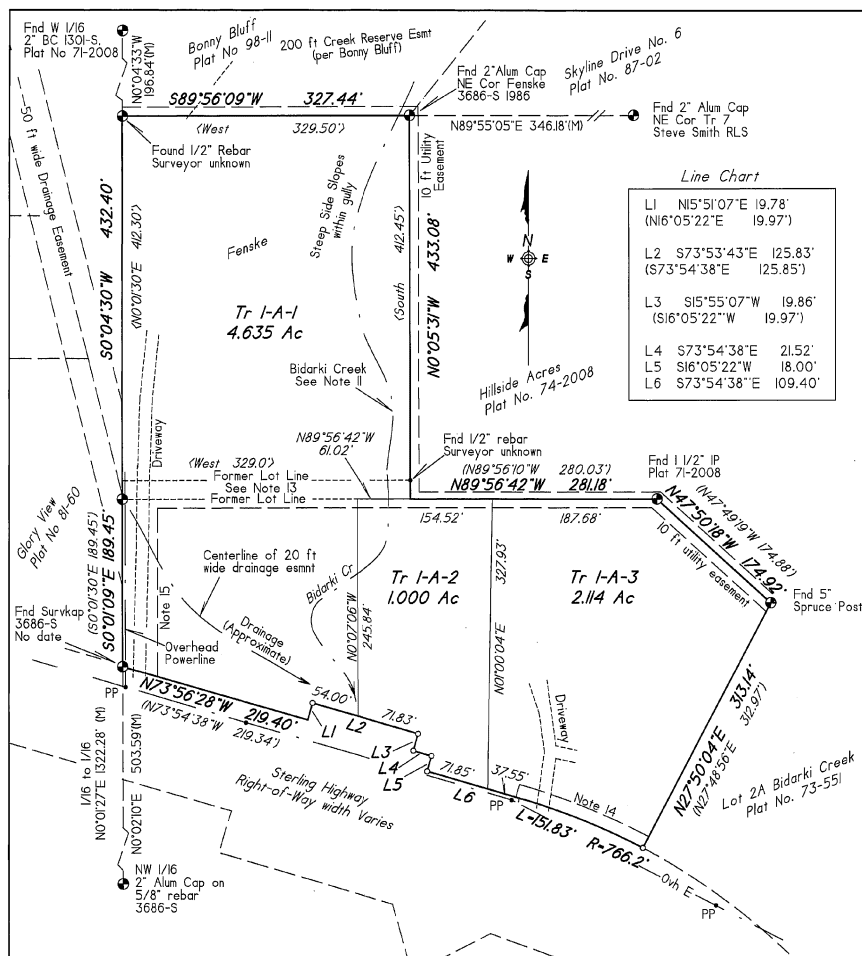 Fnd W 1/16
2" BC 1301-S,
Plat No 71-2008
N0°04'33"W
196.84'(M)
Bonny Bluff
Plat No 98-11
200 ft Creek Reserve Esmt
(per Bonny Bluff)
Fnd 2"Alum Cap
NE Cor Fenske
3686-S 1986
Skyline Drive No. 6
Plat No. 87-02
S89°56'09"W 327.44'
<West 329.50'>
N89°55'05"E 346.18'(M)
Fnd 2" Alum Cap
NE Cor Tr 7
Steve Smith RLS
Found 1/2" Rebar
Surveyor unknown
50 ft wide Drainage Easement
S0°04'30"W 432.40'
<N0°01'30"E 412.30'>
Fenske
Steep Side Slopes
within gully
10 ft Utility
Easement
<South 412.45'>
N0°05'31"W 433.08'
N
W E
S
Line Chart
L1 N15°51'07"E 19.78'
(N16°05'22"E 19.97')
L2 S73°53'43"E 125.83'
(S73°54'38"E 125.85')
L3 S15°55'07"W 19.86'
(S16°05'22"W 19.97')
L4 S73°54'38"E 21.52'
L5 S16°05'22"W 18.00'
L6 S73°54'38"E 109.40'
Tr 1-A-1
4.635 Ac
Bidarki Creek
See Note 11
Hillside Acres
Plat No. 74-2008
Driveway
N89°56'42"W
61.02'
Fnd 1/2" rebar
Surveyor unknown
<West 329.0'>
Former Lot Line
See Note 13
Former Lot Line
(N89°56'10"W 280.03')
N89°56'42"W 281.18'
Fnd 1 1/2" IP
Plat 71-2008
N47°50'18"W 174.92'
(N47°49'19"W 174.88')
10 ft utility easement
154.52'
187.68'
Glory View
Plat No 81-60
S0°01'09"E 189.45'
(S0°01'30"E 189.45')
Note 15
Centerline of 20 ft
wide drainage esmnt
Bidarki Cr
Drainage
(Approximate)
N0°07'06"W
245.84'
Tr 1-A-2
1.000 Ac
327.93'
N01°00'04"E
Tr 1-A-3
2.114 Ac
Fnd 5"
Spruce Post
Fnd Survkap
3686-S
No date
Overhead
Powerline
PP
N73°56'28"W
219.40'
(N73°54'38"W
219.34')
54.00'
L1
L2
71.83'
L3
L4
L5
71.85'
L6
37.55'
PP
Driveway
Note 14
L=151.83'
R=766.2'
N27°50'04"E 313.14'
(N27°48'56"E 312.97')
Lot 2A Bidarki Creek
Plat No. 73-551
Sterling Highway
Right-of-Way width Varies
1/16 to 1/16
N0°01'27"E 1322.28' (M)
N0°02'10"E 503.59'(M)
Ovh E
PP
NW 1/16
2" Alum Cap on
5/8" rebar
3686-S